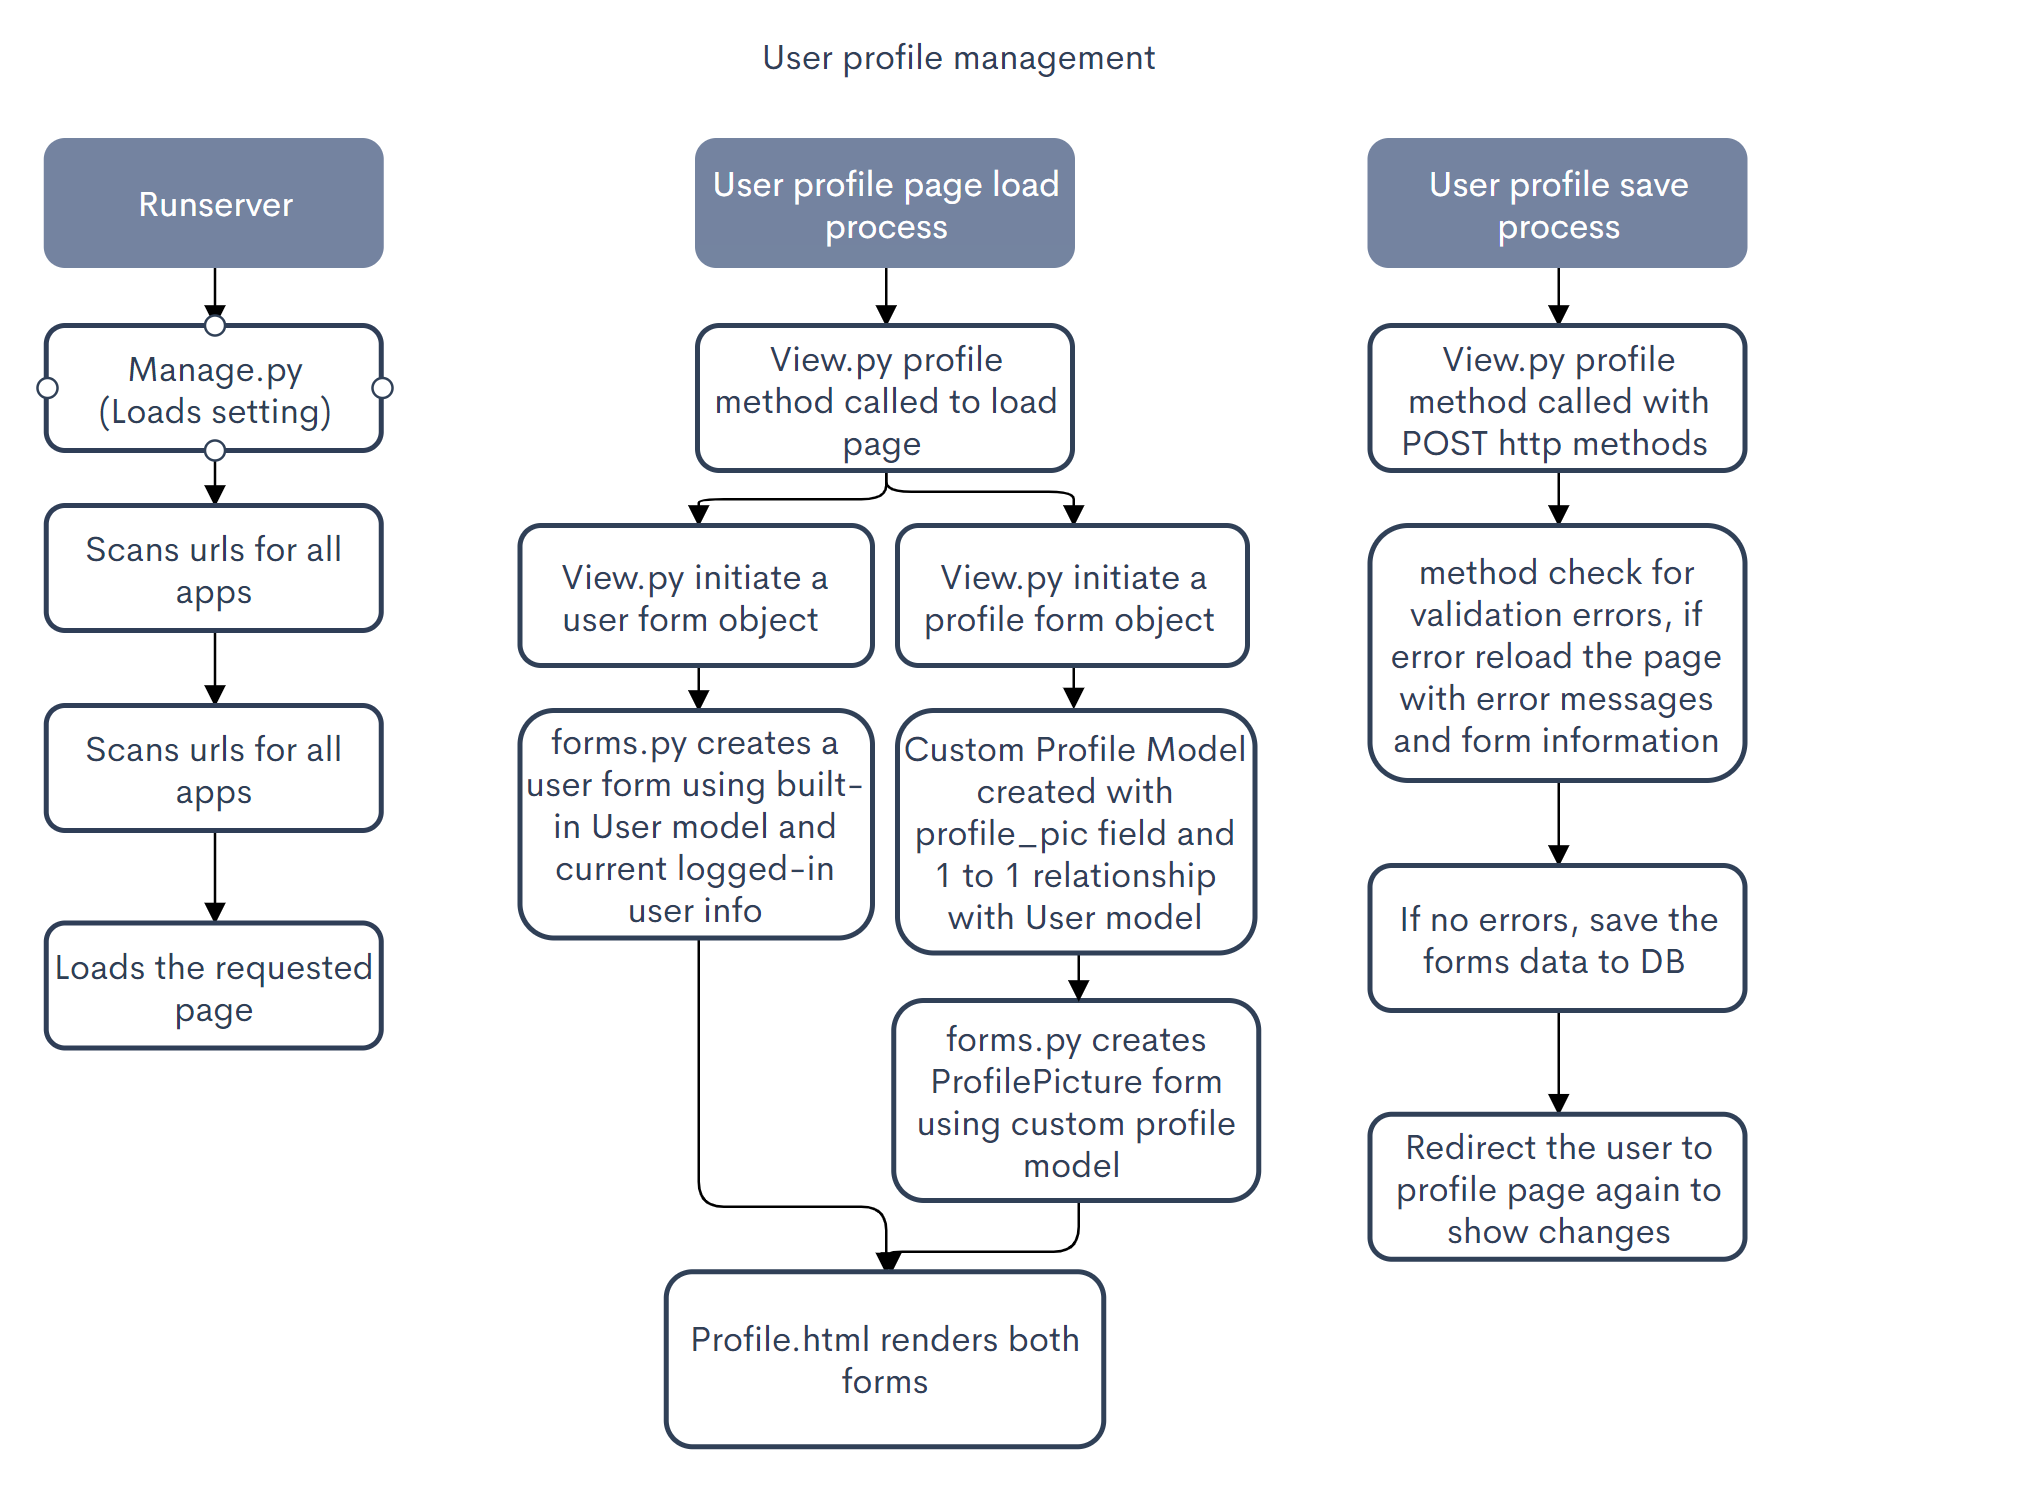 User profile management
Runserver
Manage.py
(Loads setting)
Scans urls for all
apps
Scans urls for all
apps
Loads the requested
page
User profile page load
process
View.py profile
method called to load
page
View.py initiate a
user form object
forms.py creates a
user form using built-
in User model and
current logged-in
user info
View.py initiate a
profile form object
Custom Profile Model
created with
profile_pic field and
1 to 1 relationship
with User model
forms.py creates
ProfilePicture form
using custom profile
model
Profile.html renders both
forms
User profile save
process
View.py profile
method called with
POST http methods
method check for
validation errors, if
error reload the page
with error messages
and form information
If no errors, save the
forms data to DB
Redirect the user to
profile page again to
show changes